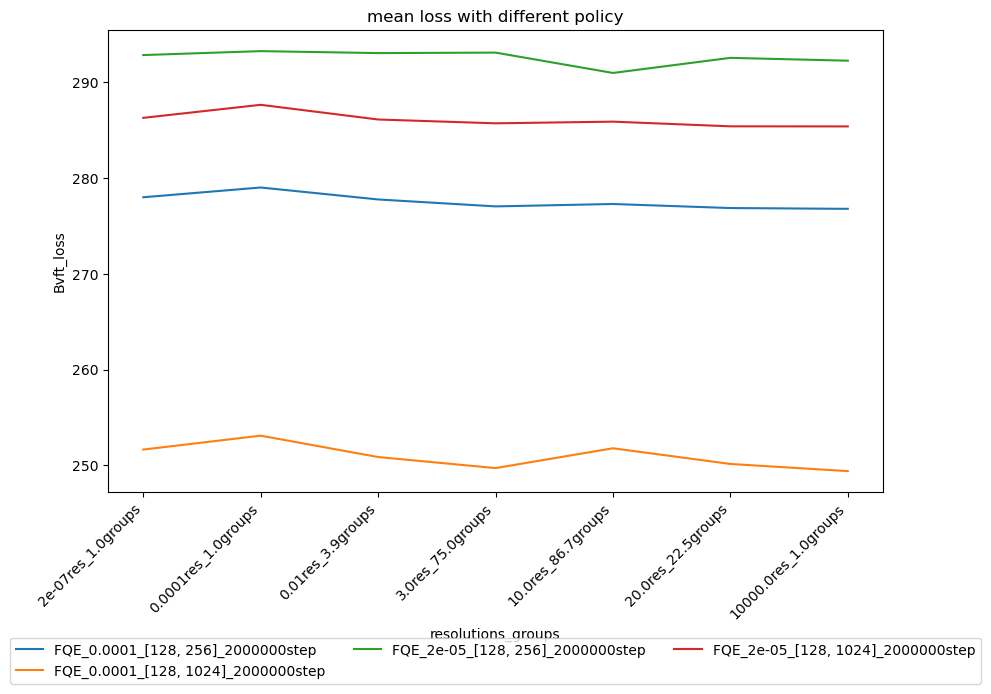 mean loss with different policy
Bvft_loss
290
280
270
260
250
2e-07res_1.0groups
0.0001res_1.0groups
0.01res_3.9groups
3.0res_75.0groups
10.0res_86.7groups
20.0res_22.5groups
10000.0res_1.0groups
resolutions_groups
FQE_0.0001_[128, 256]_2000000step
FQE_0.0001_[128, 1024]_2000000step
FQE_2e-05_[128, 256]_2000000step
FQE_2e-05_[128, 1024]_2000000step